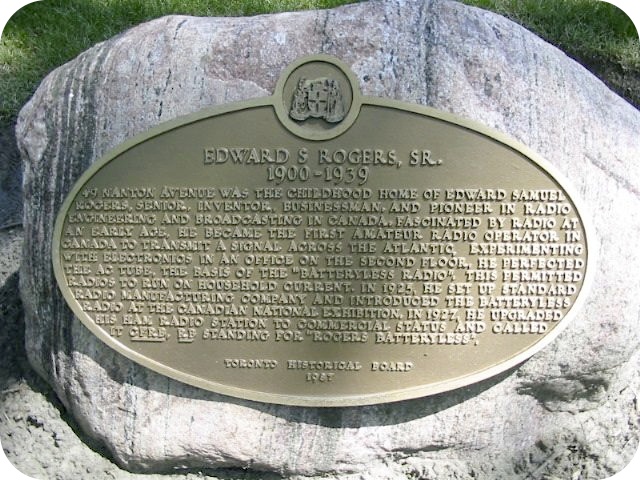 EDWARD S ROGERS, SR.
1900-1939
49 NANTON AVENUE WAS THE CHILDHOOD HOME OF EDWARD SAMUEL
ROGERS, SENIOR, INVENTOR, BUSINESSMAN, AND PIONEER IN RADIO
ENGINEERING AND BROADCASTING IN CANADA. FASCINATED BY RADIO AT
AN EARLY AGE, HE BECAME THE FIRST AMATEUR RADIO OPERATOR IN
CANADA TO TRANSMIT A SIGNAL ACROSS THE ATLANTIC. EXPERIMENTING
WITH ELECTRONICS IN AN OFFICE ON THE SECOND FLOOR, HE PERFECTED
THE AC TUBE, THE BASIS OF THE "BATTERYLESS RADIO". THIS PERMITTED
RADIOS TO RUN ON HOUSEHOLD CURRENT. IN 1925, HE SET UP STANDARD
RADIO MANUFACTURING COMPANY AND INTRODUCED THE BATTERYLESS
RADIO AT THE CANADIAN NATIONAL EXHIBITION. IN 1927, HE UPGRADED
HIS HAM RADIO STATION TO COMMERCIAL STATUS AND CALLED
IT CFRB, RB STANDING FOR "ROGERS BATTERYLESS".
TORONTO HISTORICAL BOARD
1987